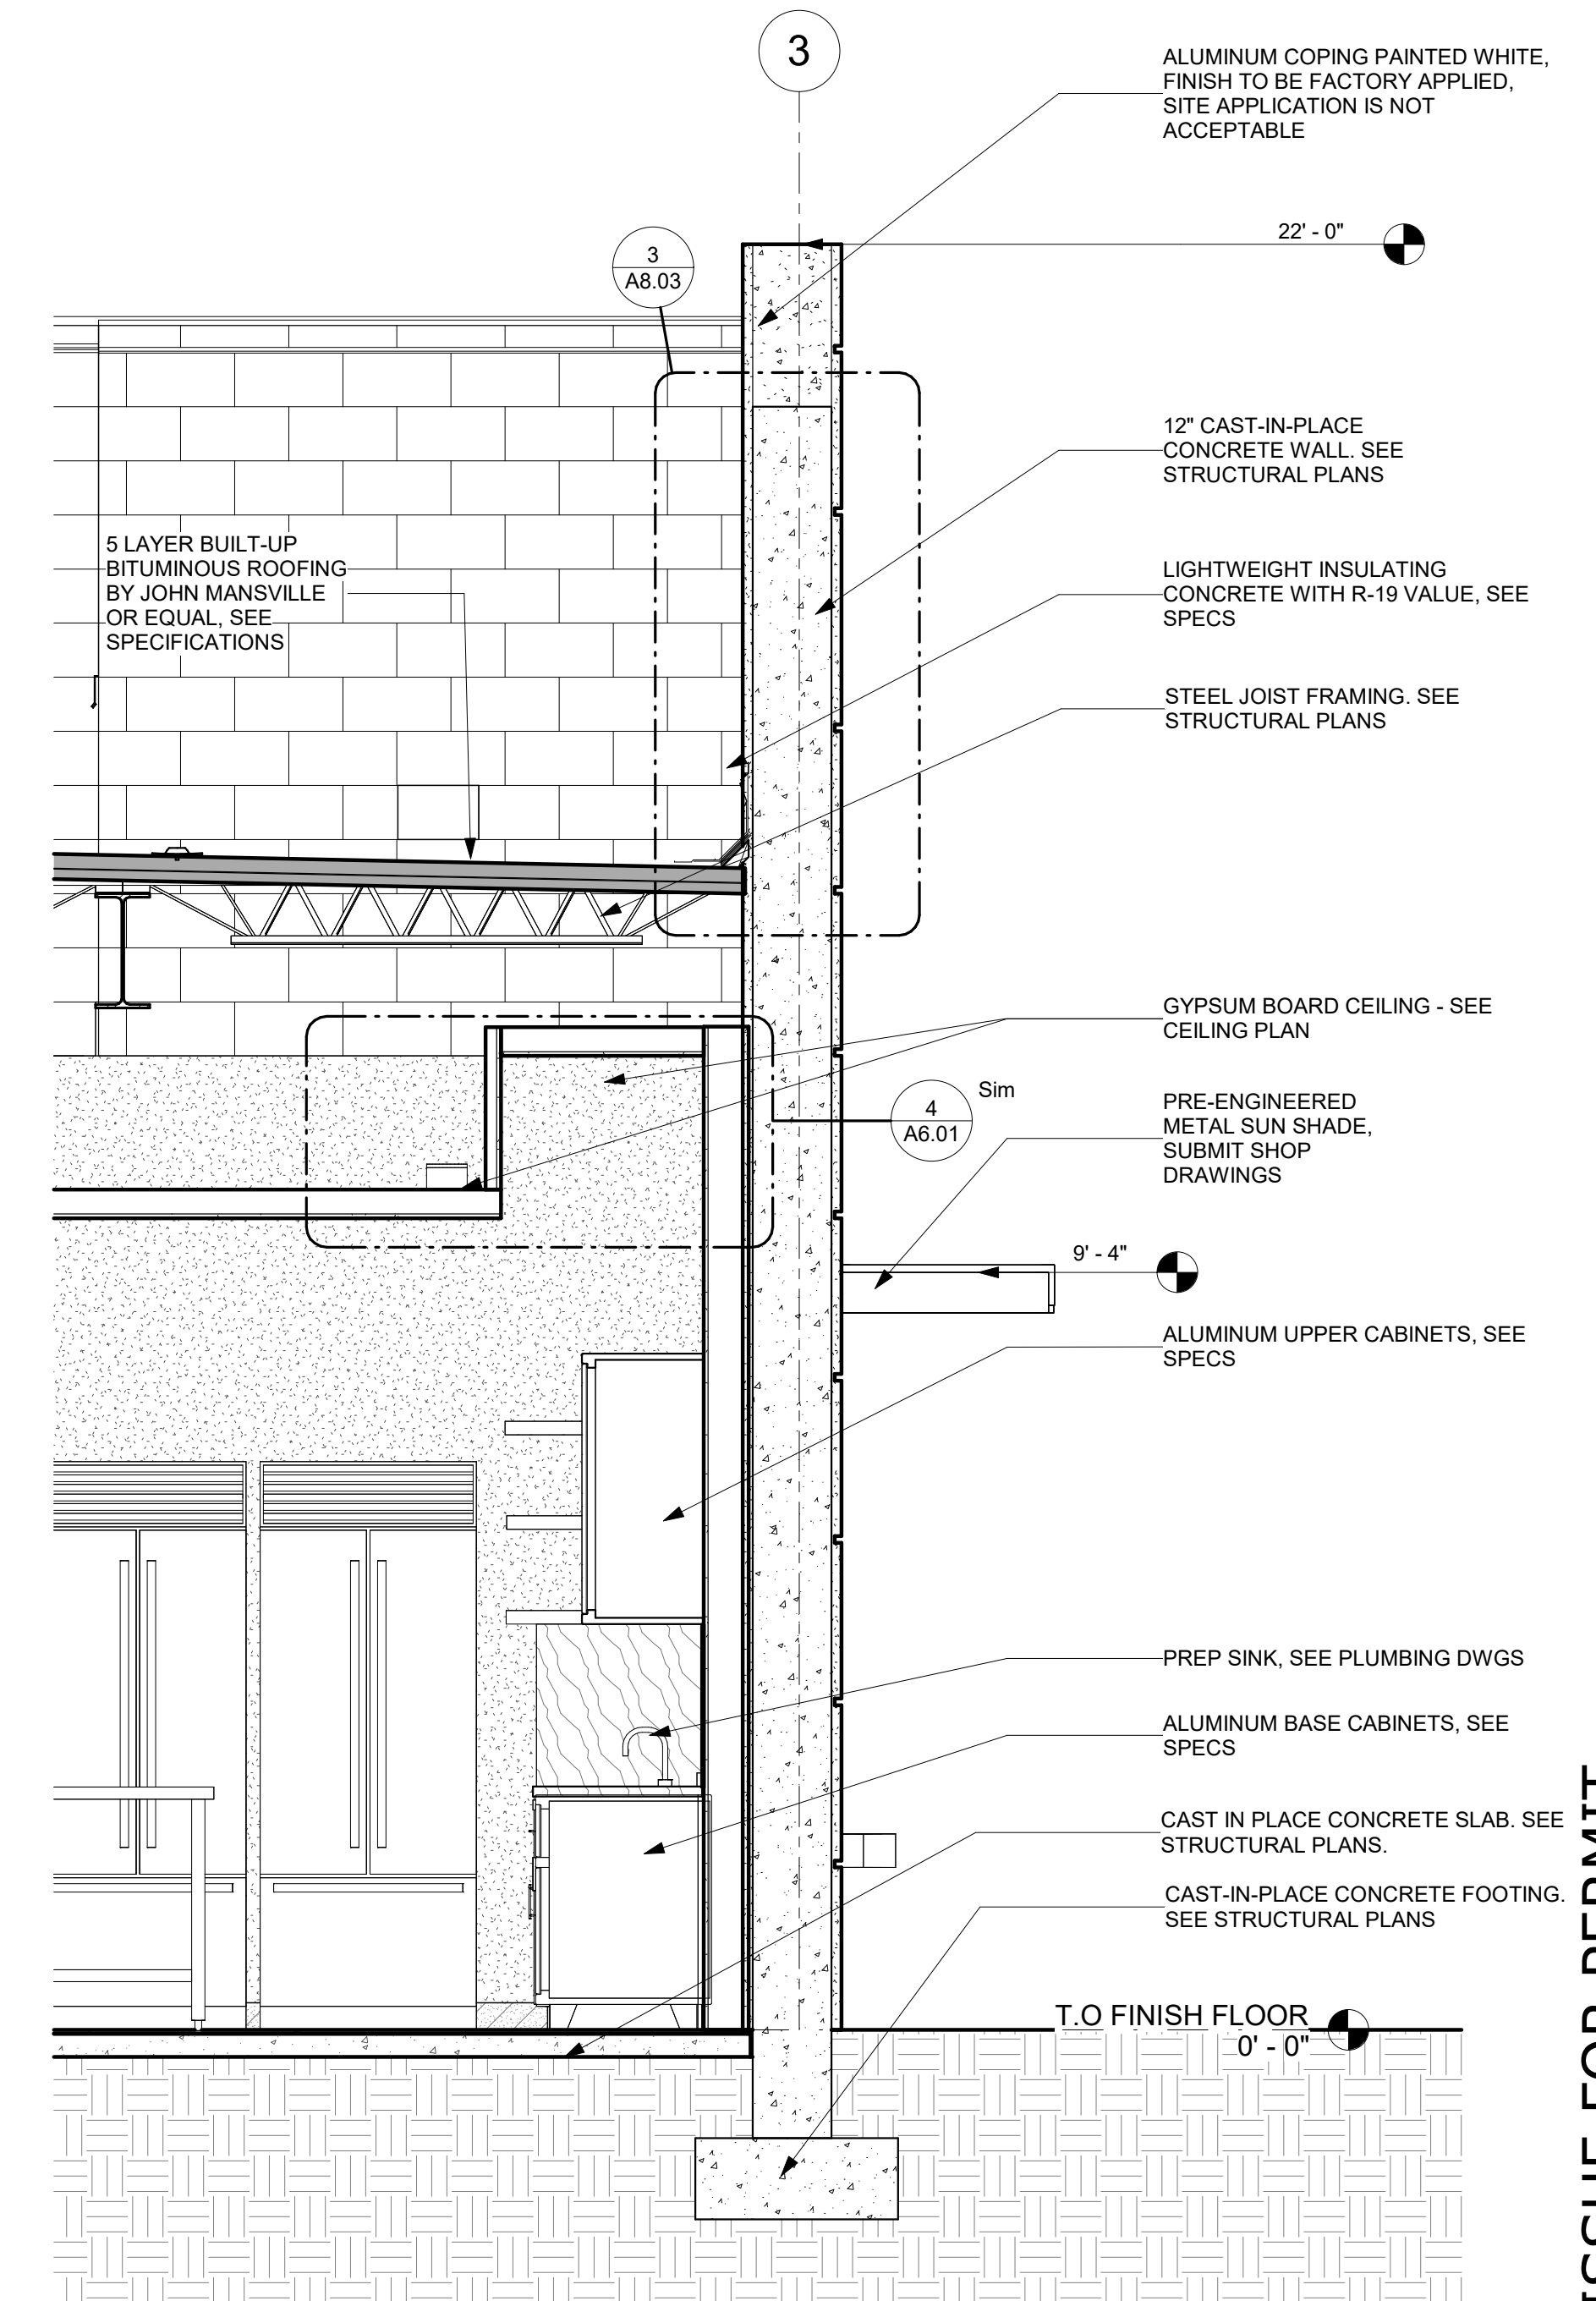 3
ALUMINUM COPING PAINTED WHITE,
FINISH TO BE FACTORY APPLIED,
SITE APPLICATION IS NOT
ACCEPTABLE
22' - 0"
3
A8.03
12" CAST-IN-PLACE
CONCRETE WALL. SEE
STRUCTURAL PLANS
5 LAYER BUILT-UP
BITUMINOUS ROOFING
BY JOHN MANSVILLE
OR EQUAL, SEE
SPECIFICATIONS
LIGHTWEIGHT INSULATING
CONCRETE WITH R-19 VALUE, SEE
SPECS
STEEL JOIST FRAMING. SEE
STRUCTURAL PLANS
GYPSUM BOARD CEILING - SEE
CEILING PLAN
Sim
4
A6.01
PRE-ENGINEERED
METAL SUN SHADE,
SUBMIT SHOP
DRAWINGS
9' - 4"
ALUMINUM UPPER CABINETS, SEE
SPECS
PREP SINK, SEE PLUMBING DWGS
ALUMINUM BASE CABINETS, SEE
SPECS
CAST IN PLACE CONCRETE SLAB. SEE
STRUCTURAL PLANS.
CAST-IN-PLACE CONCRETE FOOTING.
SEE STRUCTURAL PLANS
T.O FINISH FLOOR
0' - 0"
ISSUE FOR PERMIT